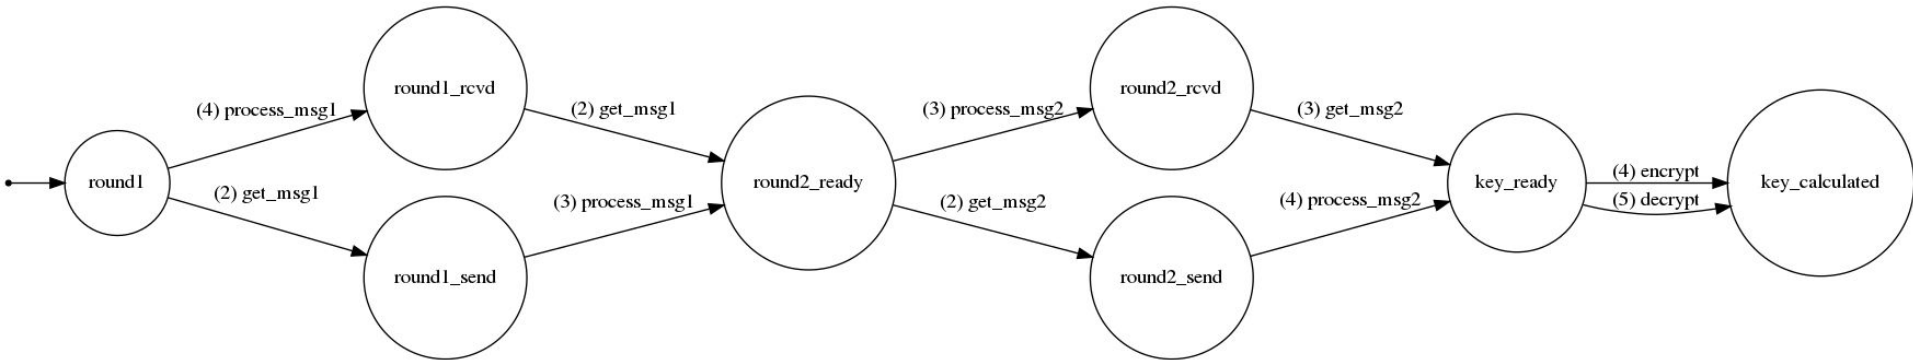 round1
(4) process_msg1
(2) get_msg1
round1_rcvd
round1_send
(2) get_msg1
(3) process_msg1
round2_ready
(3) process_msg2
(2) get_msg2
round2_rcvd
round2_send
(3) get_msg2
(4) process_msg2
key_ready
(4) encrypt
(5) decrypt
key_calculated